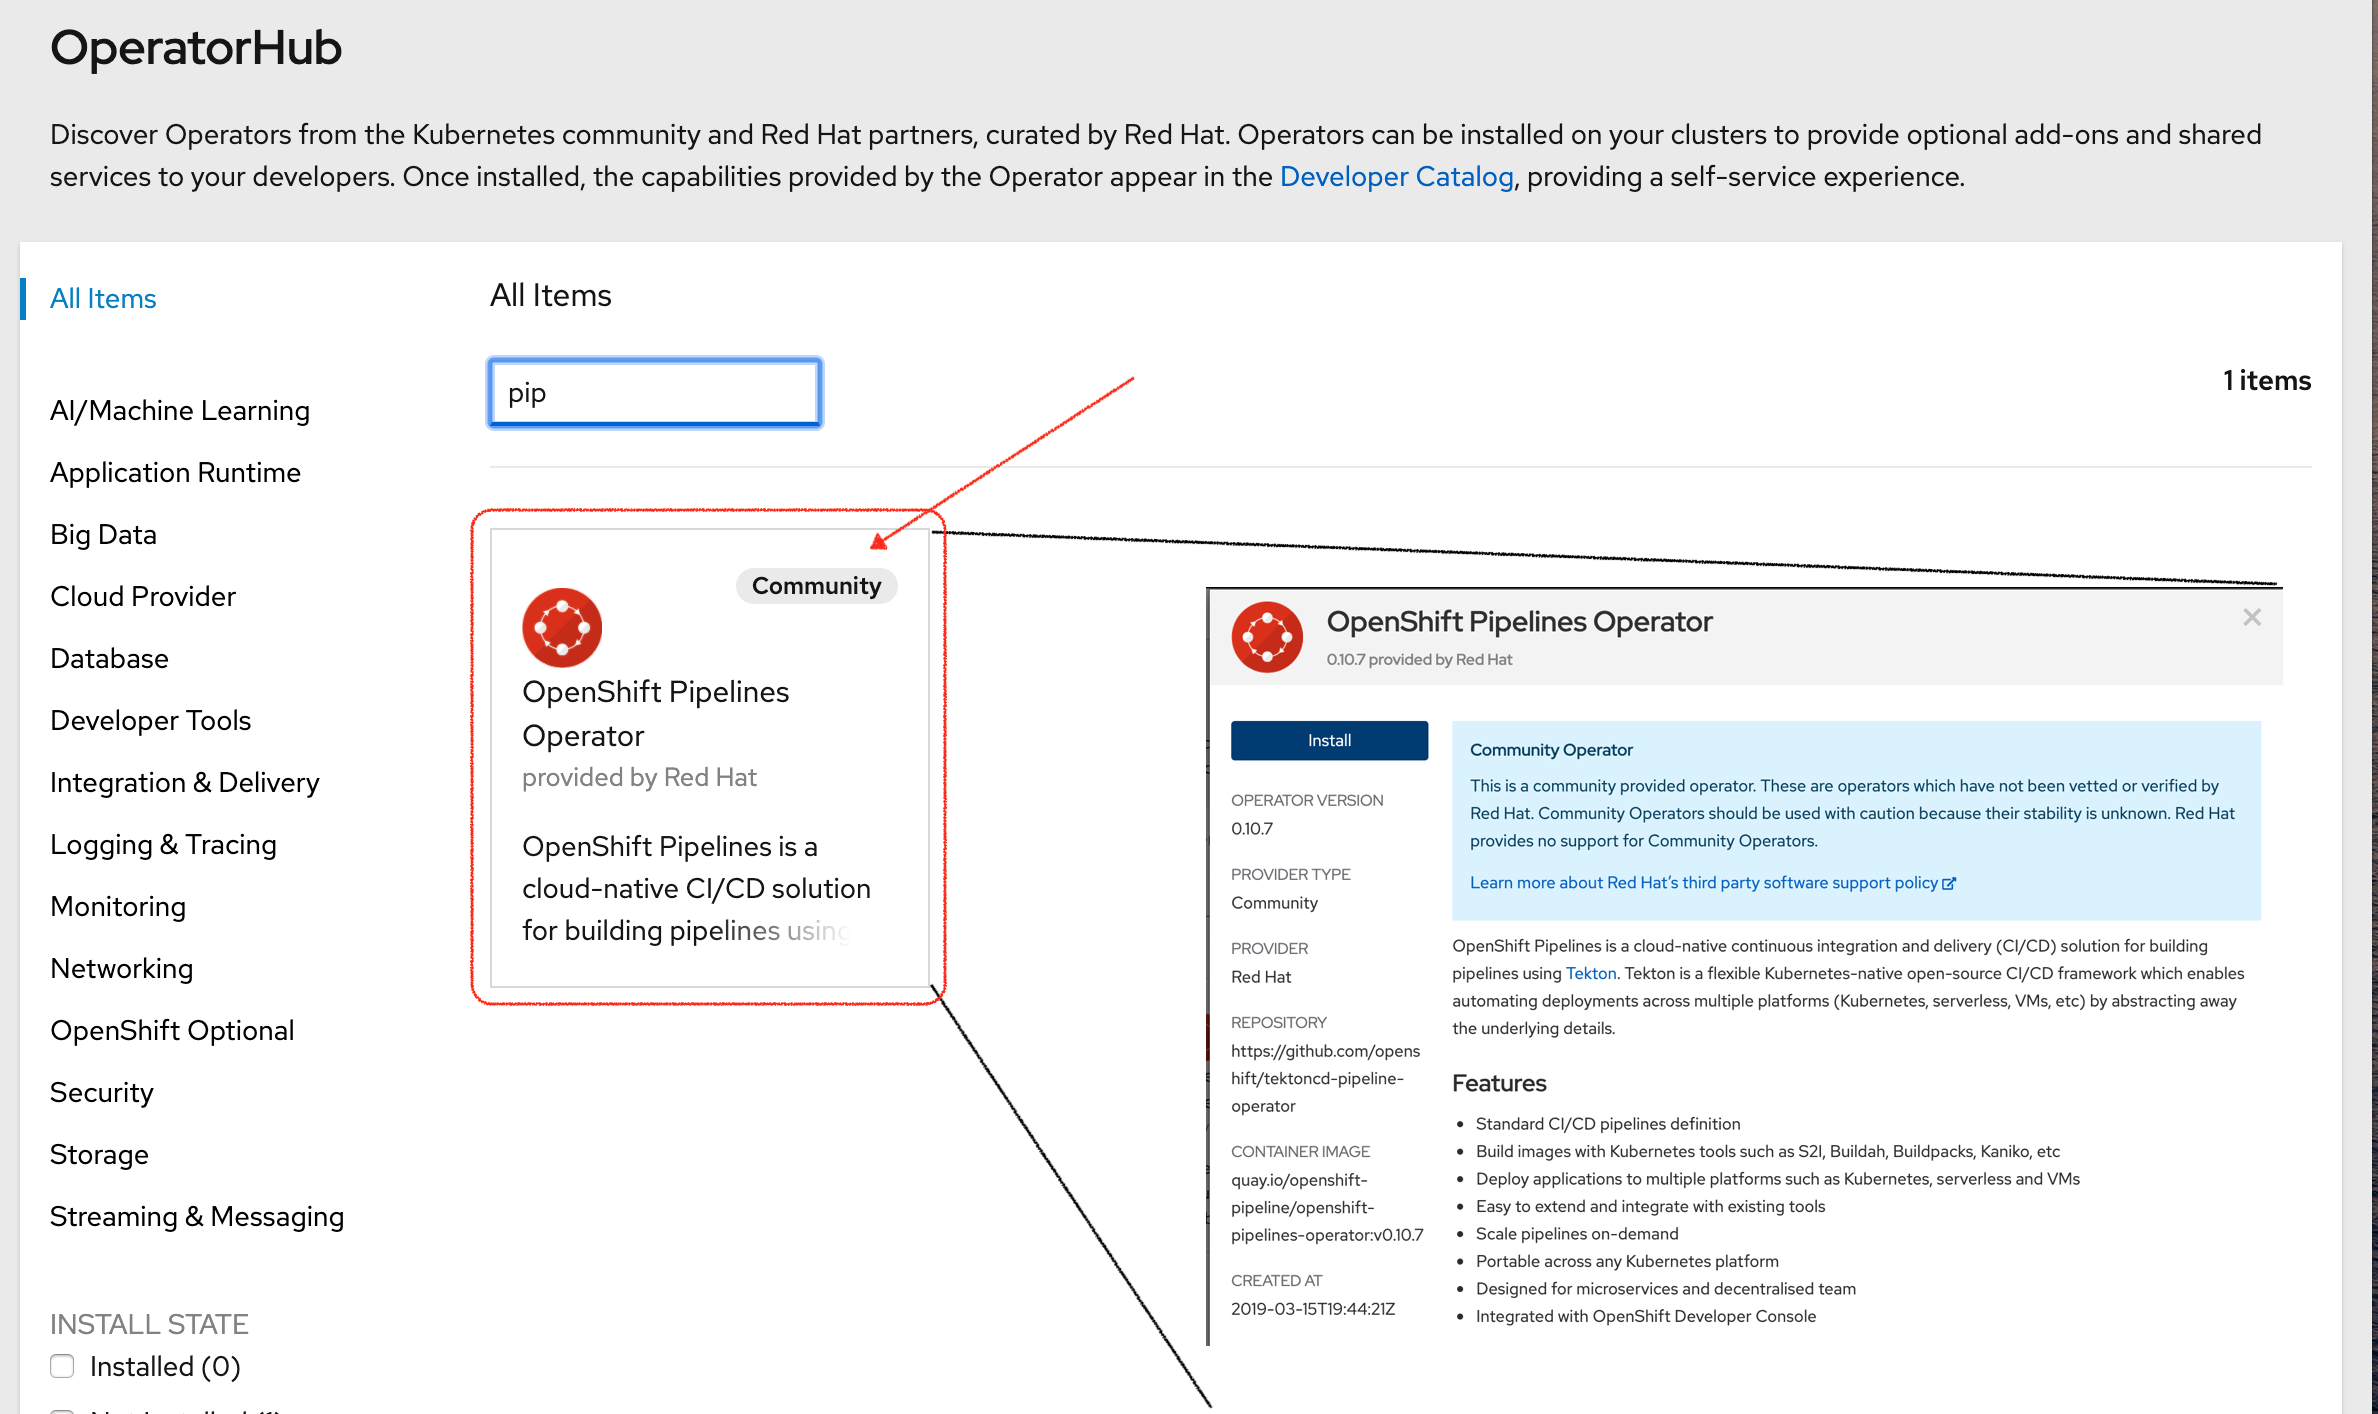 OperatorHub
Discover Operators from the Kubernetes community and Red Hat partners, curated by Red Hat. Operators can be installed on your clusters to provide optional add-ons and shared
services to your developers. Once installed, the capabilities provided by the Operator appear in the Developer Catalog, providing a self-service experience.
All Items
AI/Machine Learning
Application Runtime
Big Data
Cloud Provider
Database
Developer Tools
Integration & Delivery
Logging & Tracing
Monitoring
Networking
OpenShift Optional
Security
Storage
Streaming & Messaging
INSTALL STATE
Installed (0)
All Items
pip
1 items
Community
OpenShift Pipelines
Operator
provided by Red Hat
OpenShift Pipelines is a
cloud-native CI/CD solution
for building pipelines using
OpenShift Pipelines Operator
0.10.7 provided by Red Hat
Install
OPERATOR VERSION
0.10.7
PROVIDER TYPE
Community
PROVIDER
Red Hat
REPOSITORY
https://github.com/opens
hift/tektoncd-pipeline-
operator
CONTAINER IMAGE
quay.io/openshift-
pipeline/openshift-
pipelines-operator:v0.10.7
CREATED AT
2019-03-15T19:44:21Z
Community Operator
This is a community provided operator. These are operators which have not been vetted or verified by
Red Hat. Community Operators should be used with caution because their stability is unknown. Red Hat
provides no support for Community Operators.
Learn more about Red Hat's third party software support policy
OpenShift Pipelines is a cloud-native continuous integration and delivery (CI/CD) solution for building
pipelines using Tekton. Tekton is a flexible Kubernetes-native open-source CI/CD framework which enables
automating deployments across multiple platforms (Kubernetes, serverless, VMs, etc) by abstracting away
the underlying details.
Features
Standard CI/CD pipelines definition
Build images with Kubernetes tools such as S2I, Buildah, Buildpacks, Kaniko, etc
Deploy applications to multiple platforms such as Kubernetes, serverless and VMs
Easy to extend and integrate with existing tools
Scale pipelines on-demand
Portable across any Kubernetes platform
Designed for microservices and decentralised team
Integrated with OpenShift Developer Console